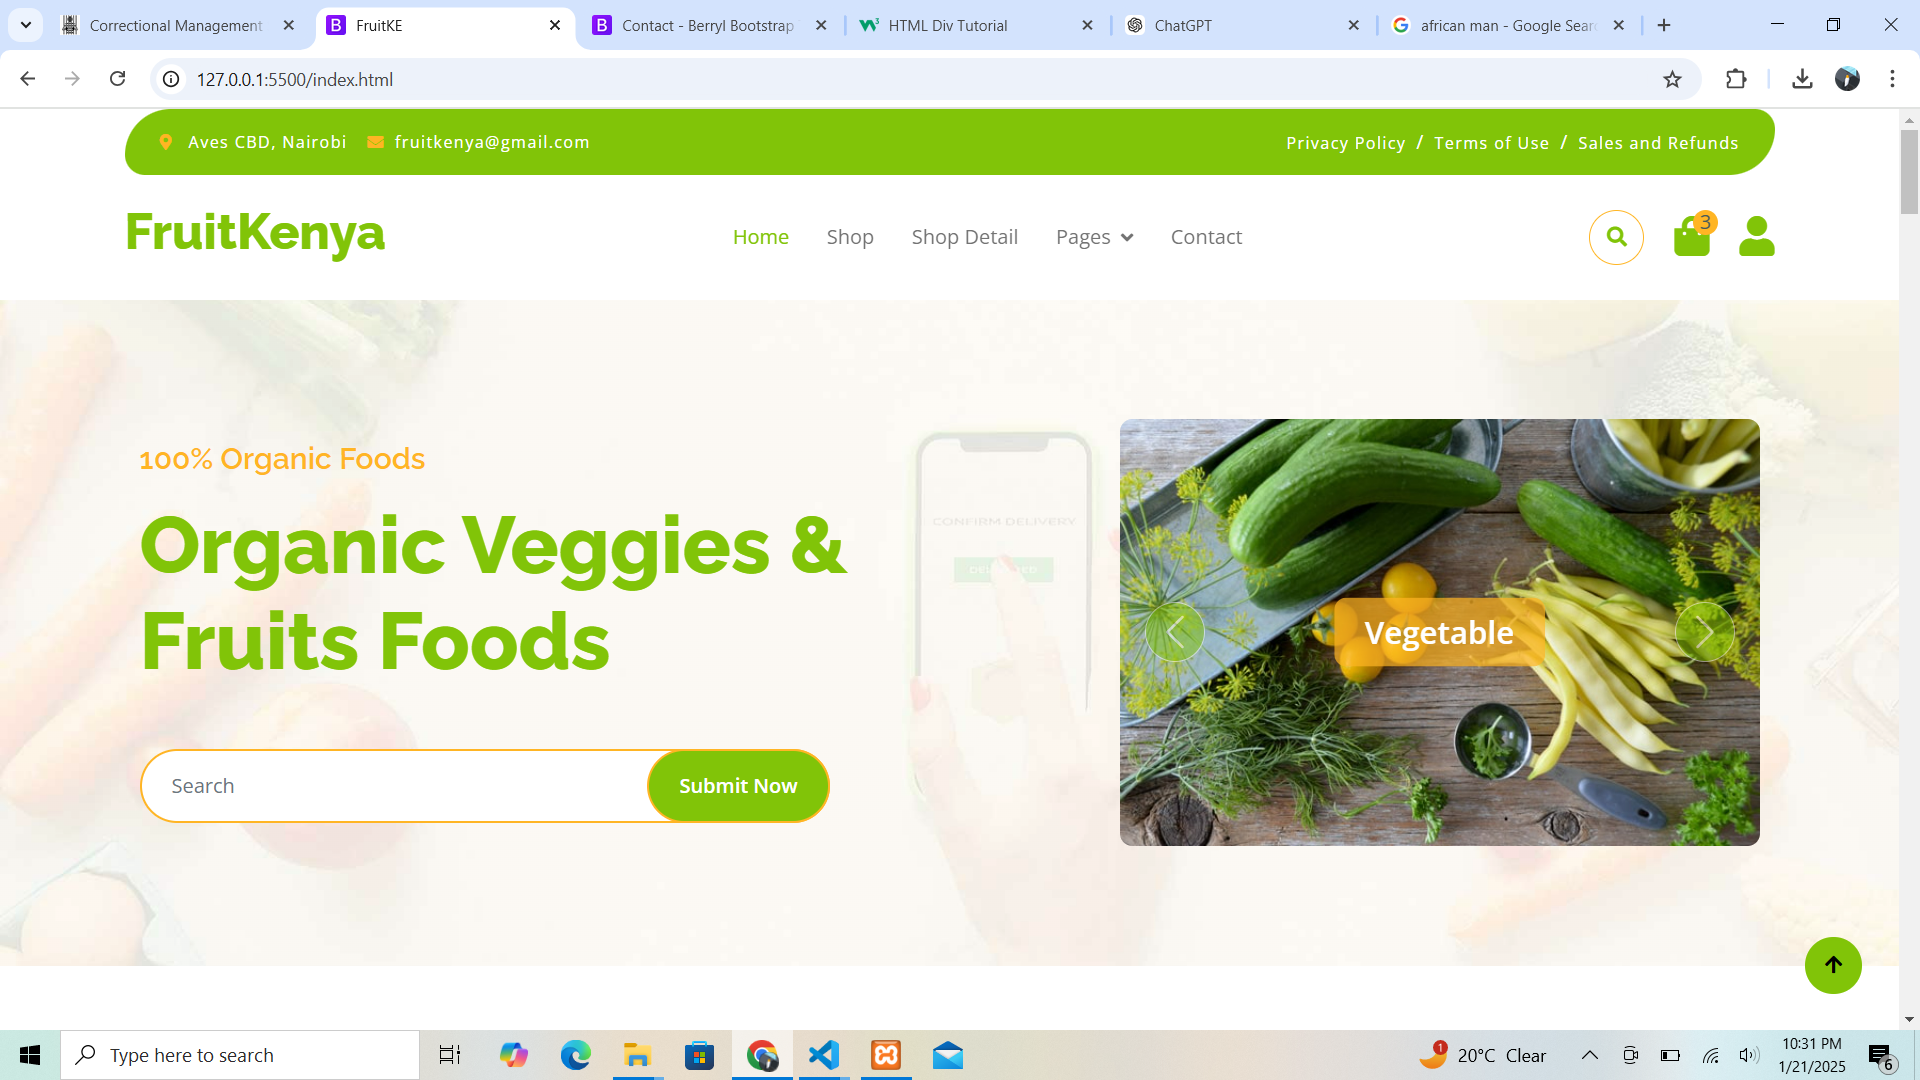 Correctional Management
FruitKE
Contact - Berryl Bootstrap
HTML Div Tutorial
ChatGPT
african man - Google Sear
127.0.0.1:5500/index.html
Aves CBD, Nairobi
fruitkenya@gmail.com
Privacy Policy / Terms of Use / Sales and Refunds
FruitKenya
Home
Shop
Shop Detail
Pages
Contact
3
100% Organic Foods
Organic Veggies &
Fruits Foods
Search
Submit Now
CONFIRM DELIVERY
Vegetable
Type here to search
1
20°C Clear
10:31 PM
1/21/2025
6